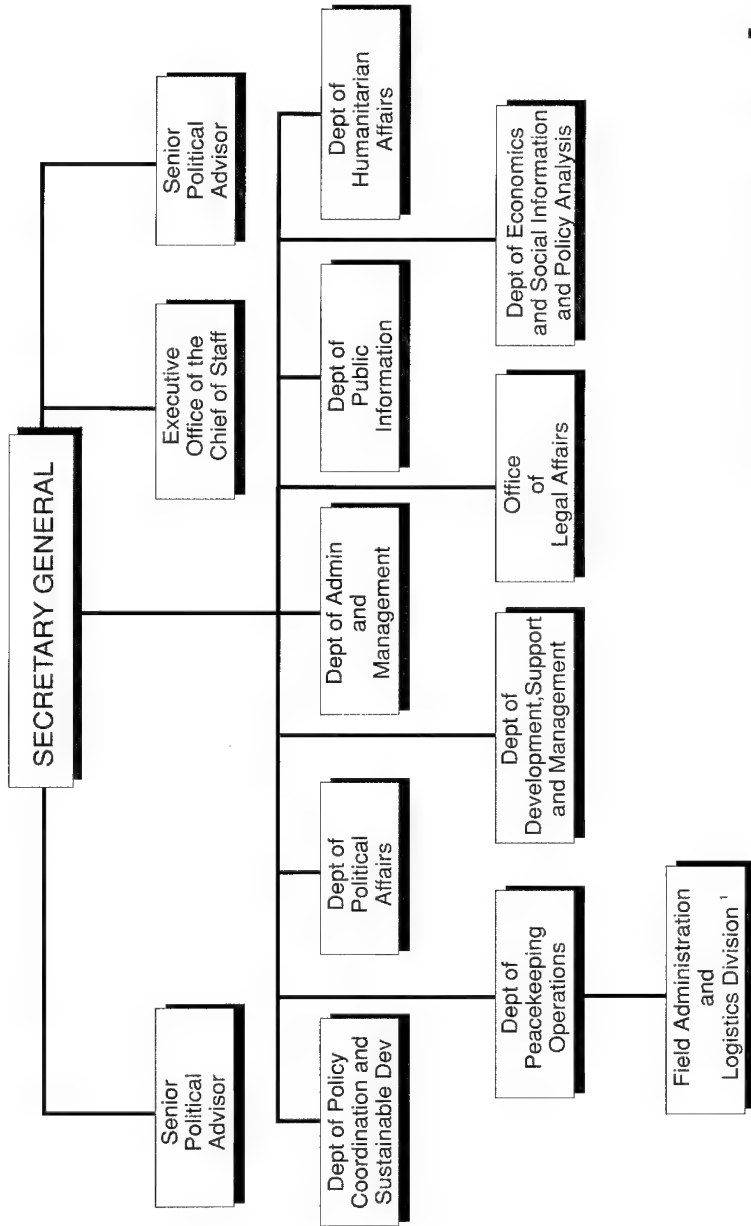 SECRETARY GENERAL
Senior
Political
Advisor
Executive
Office of the
Chief of Staff
Senior
Political
Advisor
Dept of Policy
Coordination and
Sustainable Dev
Dept of
Political
Affairs
Dept of Admin
and
Management
Dept of
Public
Information
Dept of
Humanitarian
Affairs
Dept of
Peacekeeping
Operations
Dept of
Development,Support
and Management
Office
of
Legal Affairs
Dept of Economics
and Social Information
and Policy Analysis
Field Administration
and
Logistics Division ¹